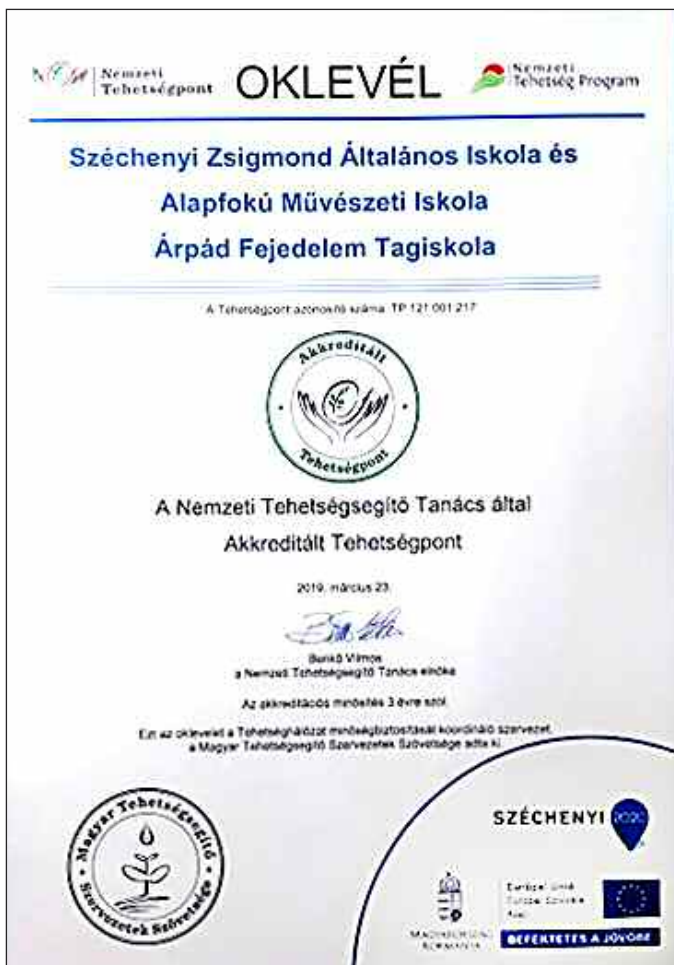 Nemzeti
Tehetségpont
OKLEVÉL
Nemzeti
Tehetség Program
Széchenyi Zsigmond Általános Iskola és
Alapfokú Művészeti Iskola
Árpád Fejedelem Tagiskola
A Tehetségpont azonosító száma: TP 121 001 217
Akkreditált
Tehetségpont
A Nemzeti Tehetségsegítő Tanács által
Akkreditált Tehetségpont
2019. március 23.
Vilmos
a Nemzeti Tehetségsegítő Tanács elnöke
Az akkreditációs minősítés 3 évre szól.
Ezt az oklevelet a Tehetséghálózat minőségbiztosítását koordináló szervezet,
a Magyar Tehetségsegítő Szervezetek Szövetsége adta ki.
Magyar Tehetségsegítő
Szervezetek Szövetsége
SZÉCHENYI 2020
Magyarország
Kormánya
Európai Unió
Európai Szociális
Alap
BEFEKTETÉS A JÖVŐBE